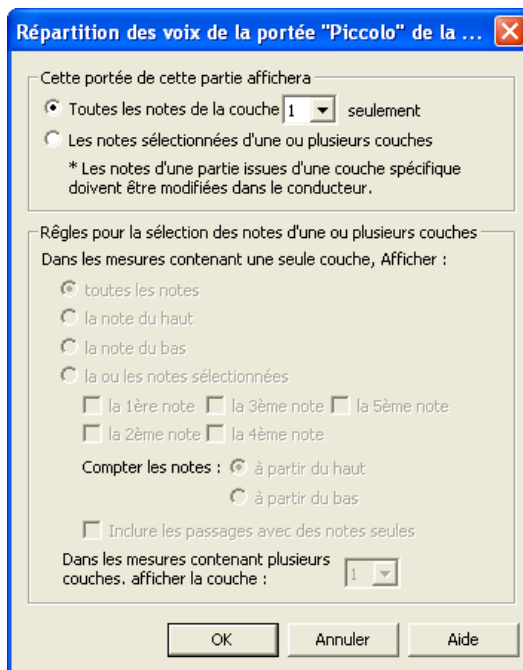 Répartition des voix de la portée "Piccolo" de la ...
Cette portée de cette partie affichera
Toutes les notes de la couche 1 seulement
Les notes sélectionnées d'une ou plusieurs couches
* Les notes d'une partie issues d'une couche spécifique
doivent être modifiées dans le conducteur.
Rêgles pour la sélection des notes d'une ou plusieurs couches
Dans les mesures contenant une seule couche, Afficher :
toutes les notes
la note du haut
la note du bas
la ou les notes sélectionnées
la 1ère note la 3ème note la 5ème note
la 2ème note la 4ème note
Compter les notes : à partir du haut
à partir du bas
Inclure les passages avec des notes seules
Dans les mesures contenant plusieurs
couches. afficher la couche : 1
OK Annuler Aide